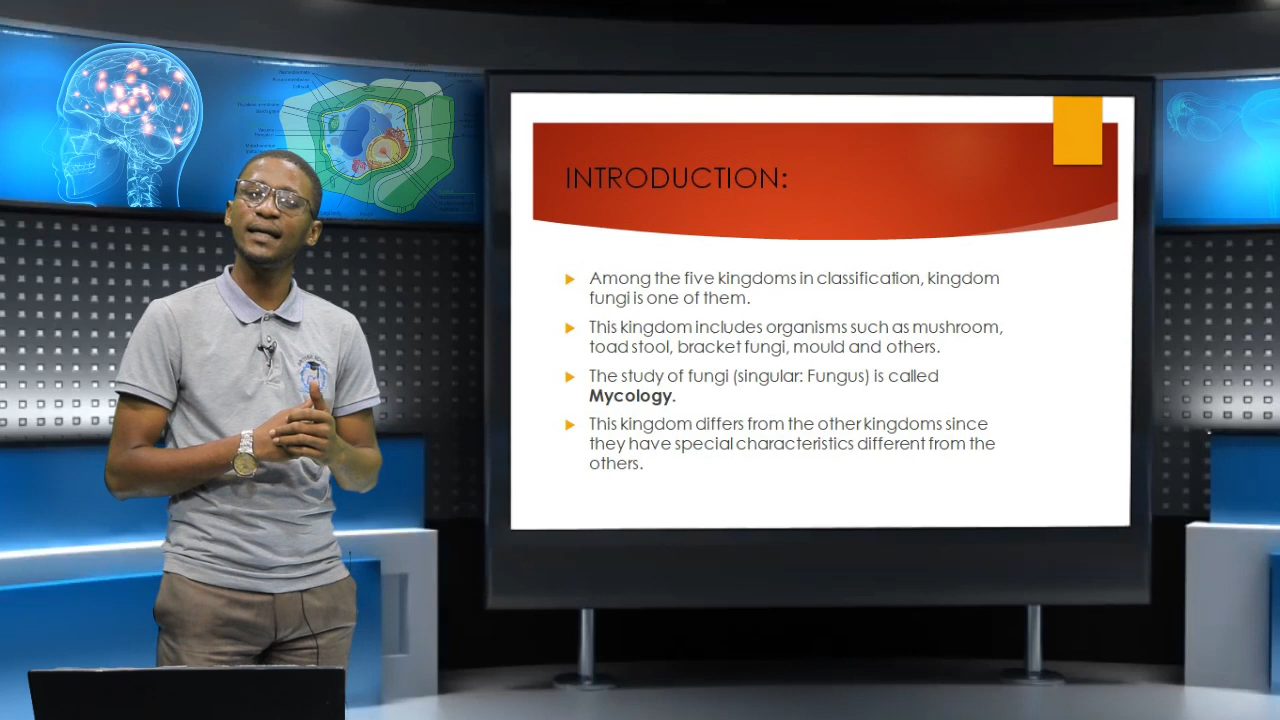 INTRODUCTION:
Among the five kingdoms in classification, kingdom
fungi is one of them.
This kingdom includes organisms such as mushroom,
toad stool, bracket fungi, mould and others.
The study of fungi (singular: Fungus) is called
Mycology.
This kingdom differs from the other kingdoms since
they have special characteristics different from the
others.